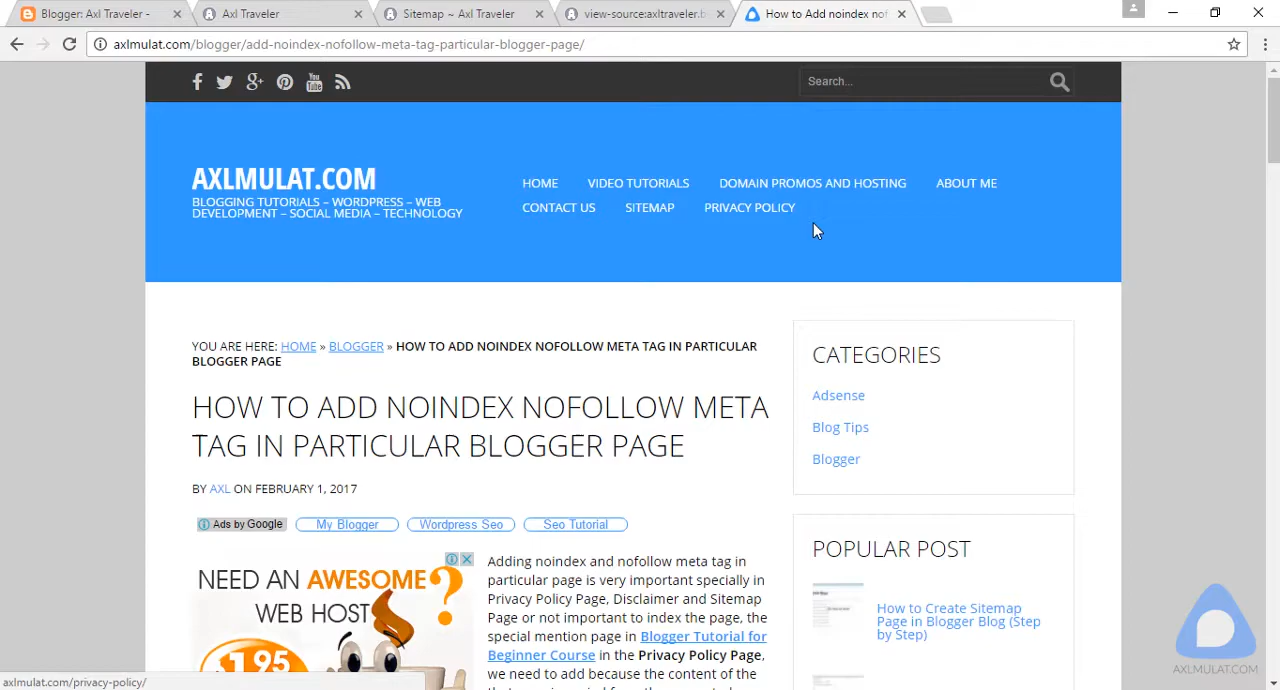 Blogger: Axl Traveler -
Axl Traveler
Sitemap ~ Axl Traveler
view-source:axltraveler.b
How to Add noindex nof
axlmulat.com/blogger/add-noindex-nofollow-meta-tag-particular-blogger-page/
You Tube
Search...
AXLMULAT.COM
BLOGGING TUTORIALS – WORDPRESS – WEB
DEVELOPMENT – SOCIAL MEDIA – TECHNOLOGY
HOME VIDEO TUTORIALS DOMAIN PROMOS AND HOSTING ABOUT ME
CONTACT US SITEMAP PRIVACY POLICY
YOU ARE HERE: HOME » BLOGGER » HOW TO ADD NOINDEX NOFOLLOW META TAG IN PARTICULAR
BLOGGER PAGE
HOW TO ADD NOINDEX NOFOLLOW META
TAG IN PARTICULAR BLOGGER PAGE
BY AXL ON FEBRUARY 1, 2017
Ads by Google My Blogger Wordpress Seo Seo Tutorial
NEED AN AWESOME
WEB HOST
?
1.95
Adding noindex and nofollow meta tag in
particular page is very important specially in
Privacy Policy Page, Disclaimer and Sitemap
Page or not important to index the page, the
special mention page in Blogger Tutorial for
Beginner Course in the Privacy Policy Page,
we need to add because the content of the
CATEGORIES
Adsense
Blog Tips
Blogger
POPULAR POST
How to Create Sitemap
Page in Blogger Blog (Step
by Step)
AXLMULAT.COM
axlmulat.com/privacy-policy/